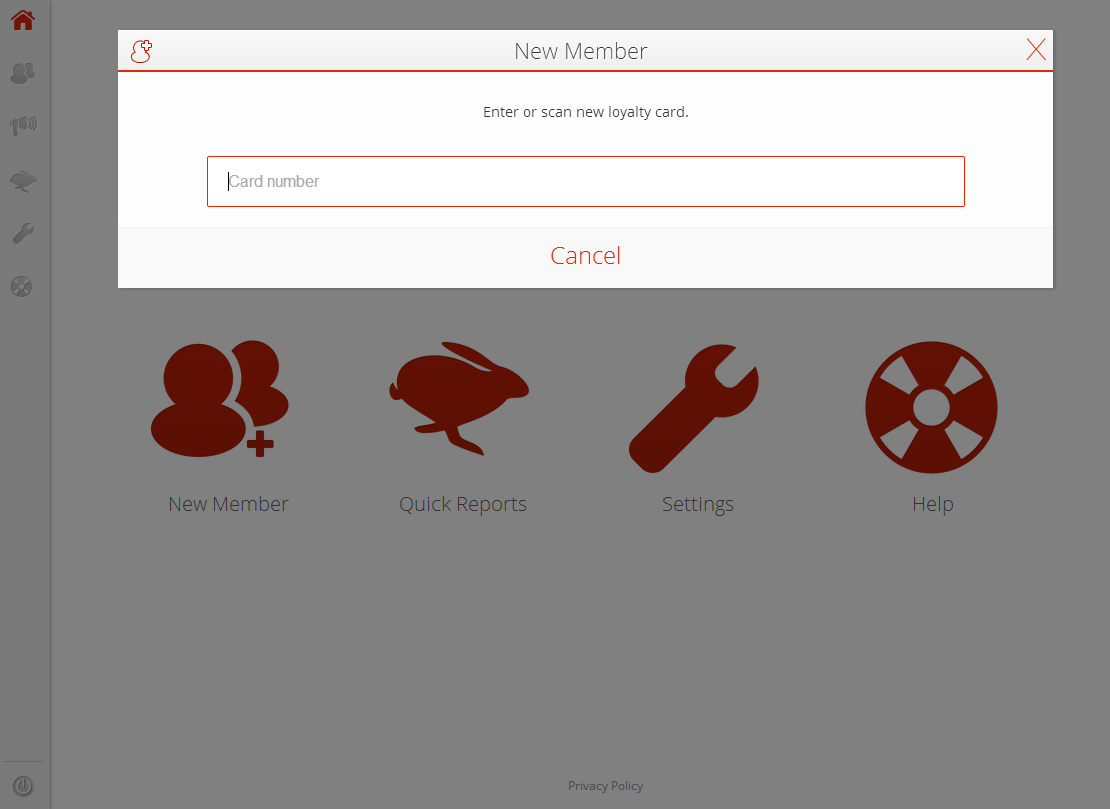 New Member
Enter or scan new loyalty card.
Card number
Cancel
New Member
Quick Reports
Settings
Help
Privacy Policy